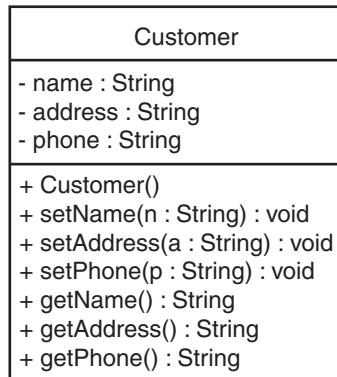 Customer
- name : String
- address : String
- phone : String
+ Customer()
+ setName(n : String) : void
+ setAddress(a : String) : void
+ setPhone(p : String) : void
+ getName() : String
+ getAddress() : String
+ getPhone() : String